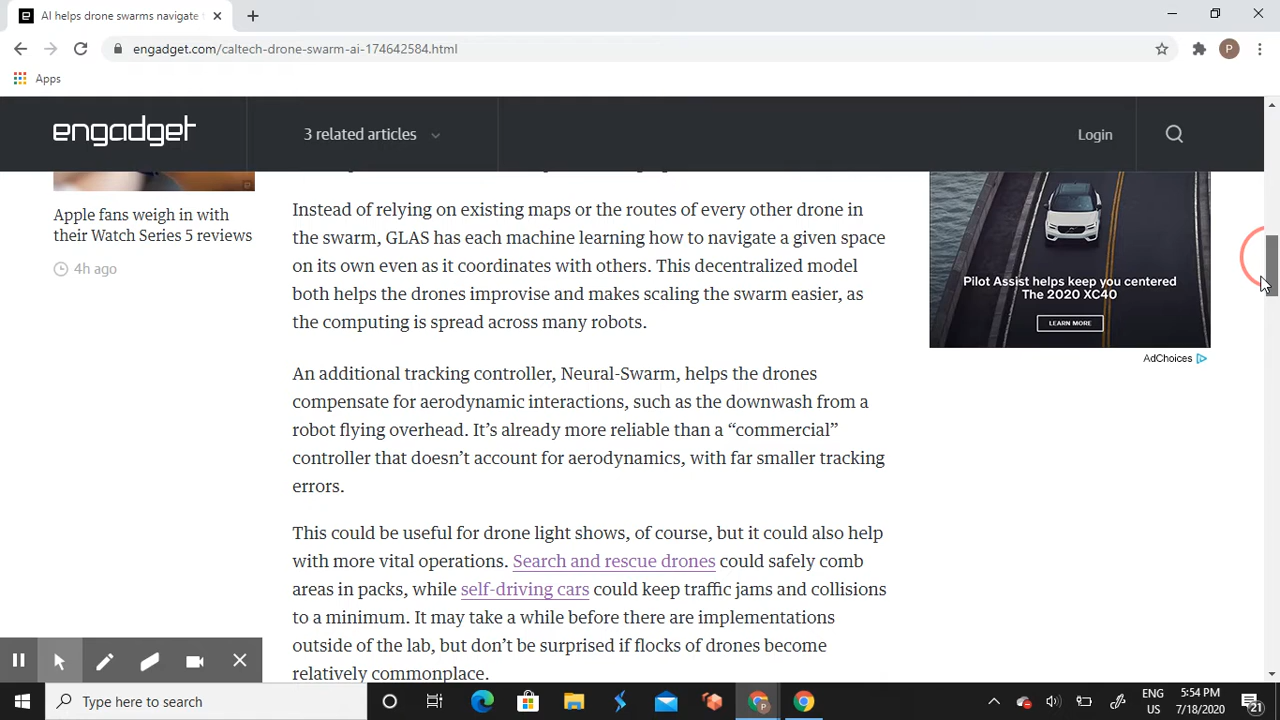 AI helps drone swarms navigate
engadget.com/caltech-drone-swarm-ai-174642584.html
P
Apps
engadget
3 related articles
Login
Apple fans weigh in with
their Watch Series 5 reviews
4h ago
Instead of relying on existing maps or the routes of every other drone in
the swarm, GLAS has each machine learning how to navigate a given space
on its own even as it coordinates with others. This decentralized model
both helps the drones improvise and makes scaling the swarm easier, as
the computing is spread across many robots.
An additional tracking controller, Neural-Swarm, helps the drones
compensate for aerodynamic interactions, such as the downwash from a
robot flying overhead. It’s already more reliable than a “commercial”
controller that doesn’t account for aerodynamics, with far smaller tracking
errors.
This could be useful for drone light shows, of course, but it could also help
with more vital operations. Search and rescue drones could safely comb
areas in packs, while self-driving cars could keep traffic jams and collisions
to a minimum. It may take a while before there are implementations
outside of the lab, but don’t be surprised if flocks of drones become
relatively commonplace.
Pilot Assist helps keep you centered
The 2020 XC40
LEARN MORE
AdChoices
Type here to search
ENG
US
5:54 PM
7/18/2020
21